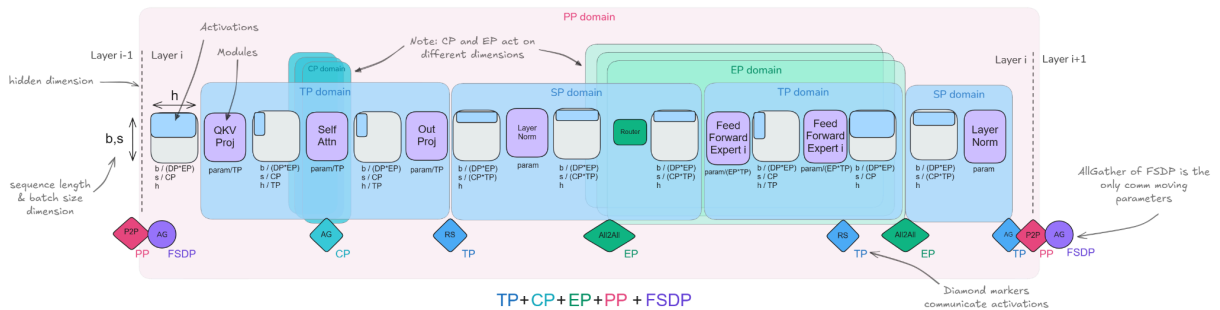 PP domain
Activations
Modules
Layer i-1
Layer i
Note: CP and EP act on
different dimensions
Layer i
Layer i+1
hidden dimension
CP domain
EP domain
TP domain
SP domain
TP domain
SP domain
h
b,s
QKV
Proj
Self
Attn
Out
Proj
Layer
Norm
Router
Feed
Forward
Expert i
Feed
Forward
Expert i
Layer
Norm
b / (DP*EP)
s / CP
h
param/TP
b / (DP*EP)
s / CP
h / TP
param/TP
b / (DP*EP)
s / CP
h / TP
param/TP
b / (DP*EP)
s / (CP*TP)
h
param
b / (DP*EP)
s / (CP*TP)
h
param/(EP*TP)
b / (DP*EP)
s / CP
h / TP
param/(EP*TP)
b / (DP*EP)
s / CP
h
b / (DP*EP)
s / (CP*TP)
h
param
sequence length
& batch size
dimension
AllGather of FSDP is the
only comm moving
parameters
P2P
AG
PP
FSDP
AG
CP
RS
TP
All2All
EP
RS
TP
All2All
EP
AG
TP
P2P
PP
AG
FSDP
Diamond markers
communicate activations
TP+CP+EP+PP + FSDP